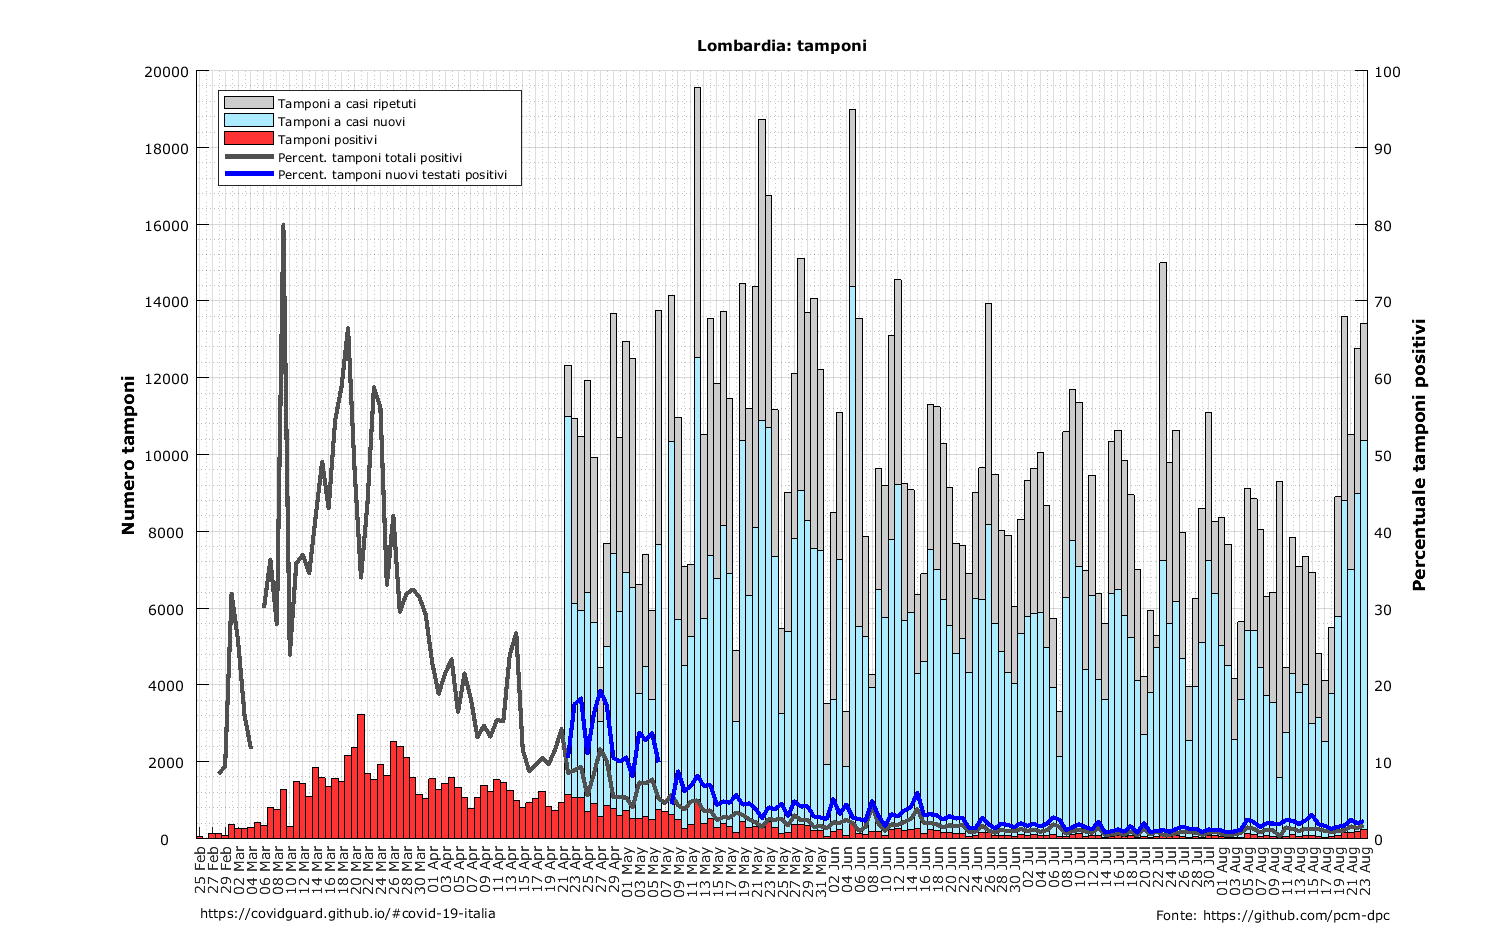 Lombardia: tamponi
Numero tamponi
20000
18000
16000
14000
12000
10000
8000
6000
4000
2000
0
Tamponi a casi ripetuti
Tamponi a casi nuovi
Tamponi positivi
Percent. tamponi totali positivi
Percent. tamponi nuovi testati positivi
100
90
80
70
60
50
40
30
20
10
0
Percentuale tamponi positivi
25 Feb
27 Feb
29 Feb
02 Mar
04 Mar
06 Mar
08 Mar
10 Mar
12 Mar
14 Mar
16 Mar
18 Mar
20 Mar
22 Mar
24 Mar
26 Mar
28 Mar
30 Mar
01 Apr
03 Apr
05 Apr
07 Apr
09 Apr
11 Apr
13 Apr
15 Apr
17 Apr
19 Apr
21 Apr
23 Apr
25 Apr
27 Apr
29 Apr
01 May
03 May
05 May
07 May
09 May
11 May
13 May
15 May
17 May
19 May
21 May
23 May
25 May
27 May
29 May
31 May
02 Jun
04 Jun
06 Jun
08 Jun
10 Jun
12 Jun
14 Jun
16 Jun
18 Jun
20 Jun
22 Jun
24 Jun
26 Jun
28 Jun
30 Jun
02 Jul
04 Jul
06 Jul
08 Jul
10 Jul
12 Jul
14 Jul
16 Jul
18 Jul
20 Jul
22 Jul
24 Jul
26 Jul
28 Jul
30 Jul
01 Aug
03 Aug
05 Aug
07 Aug
09 Aug
11 Aug
13 Aug
15 Aug
17 Aug
19 Aug
21 Aug
23 Aug
https://covidguard.github.io/#covid-19-italia
Fonte: https://github.com/pcm-dpc